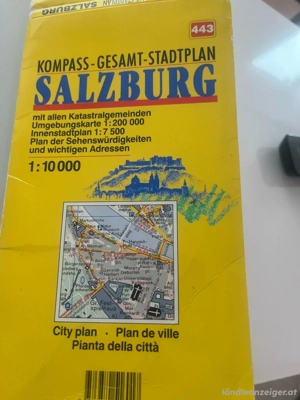 SALZBURG
443
KOMPASS-GESAMT-STADTPLAN
SALZBURG
mit allen Katastralgemeinden
Umgebungskarte 1:200 000
Innenstadtplan 1:7 500
Plan der Sehenswürdigkeiten
und wichtigen Adressen
1:10 000
City plan · Plan de ville
Pianta della città
ländleanzeiger.at